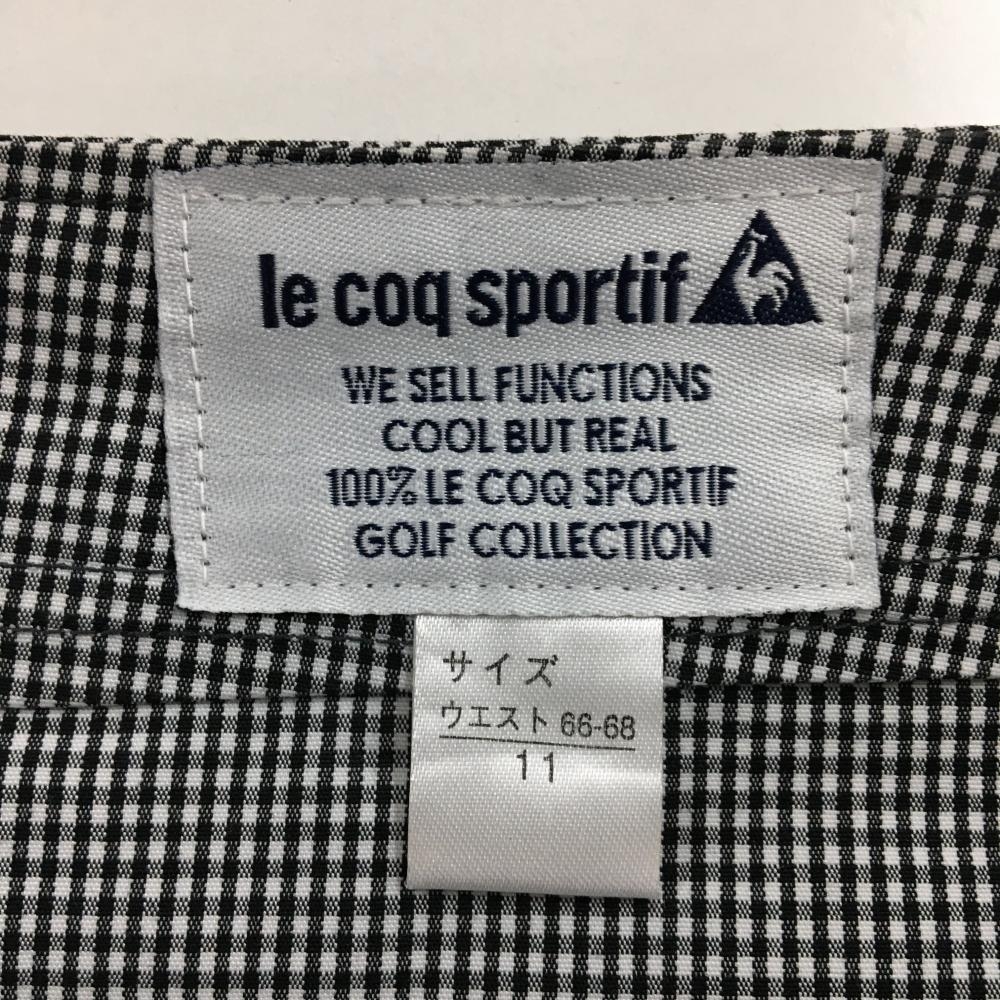 le coq sportif
WE SELL FUNCTIONS
COOL BUT REAL
100% LE COQ SPORTIF
GOLF COLLECTION
サイズ
ウエスト 66-68
11